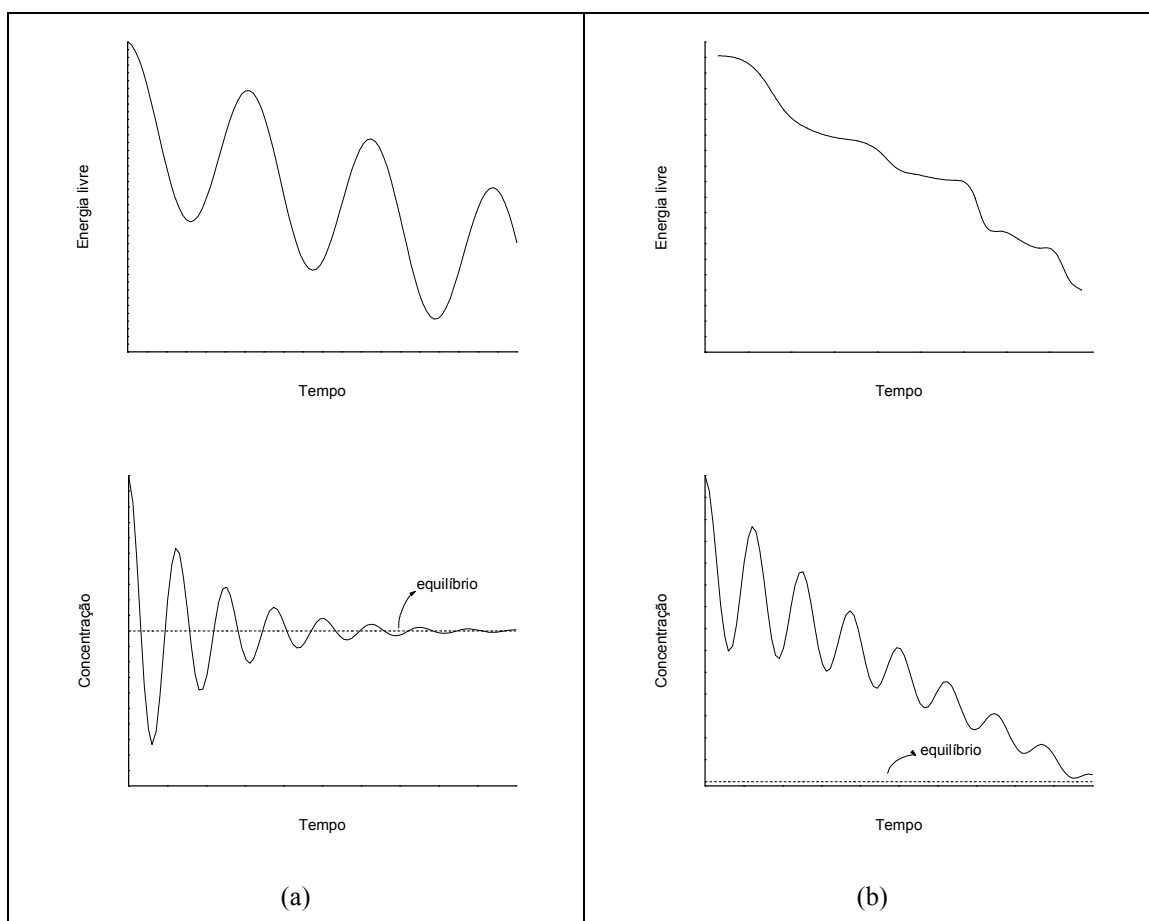 Energia livre
Tempo
Concentração
equilíbrio
Tempo
(a)
Energia livre
Tempo
Concentração
equilíbrio
Tempo
(b)